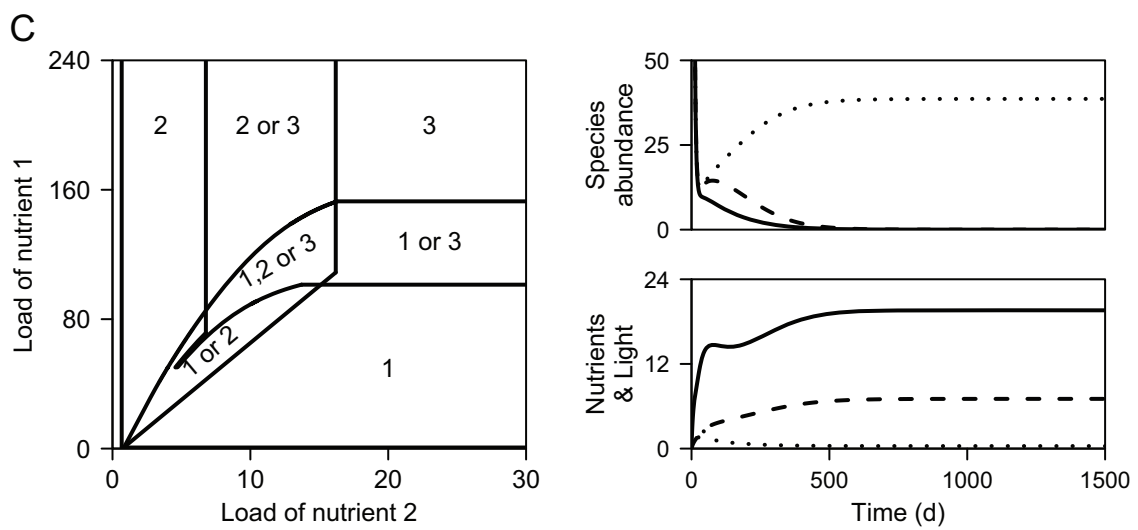 C
240
160
80
0
Load of nutrient 1
2
2 or 3
3
1,2 or 3
1 or 3
1 or 2
1
0
10
20
30
Load of nutrient 2
50
25
0
Species
abundance
24
12
0
Nutrients
& Light
0
500
1000
1500
Time (d)